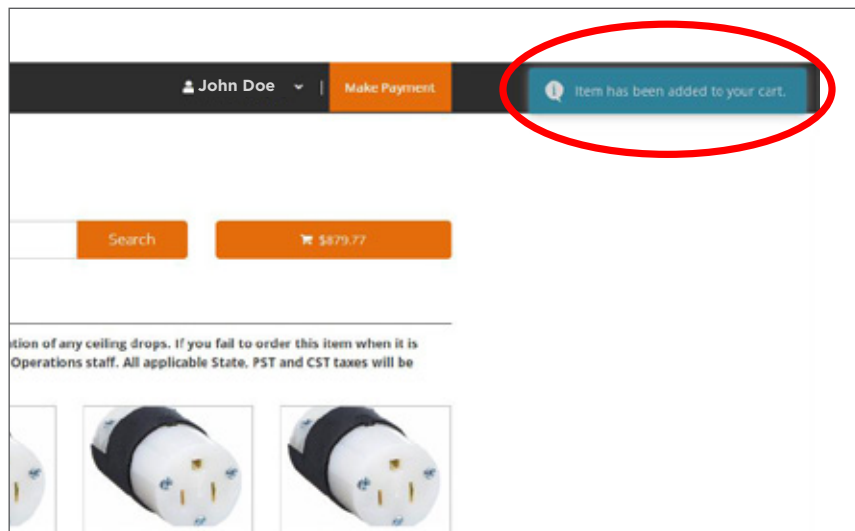 John Doe | Make Payment
Item has been added to your cart.
Search
$879.77
tion of any ceiling drops. If you fail to order this item when it is
Operations staff. All applicable State, PST and CST taxes will be